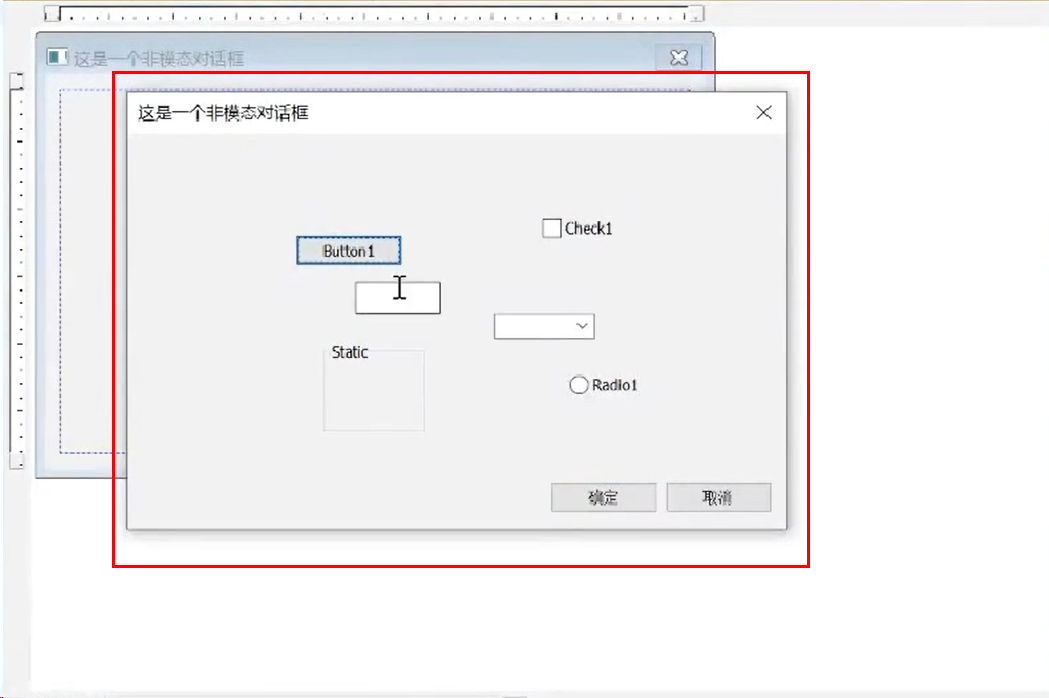 这是一个非模态对话框
这是一个非模态对话框
Check1
Button1
Static
Radio1
确定
取消